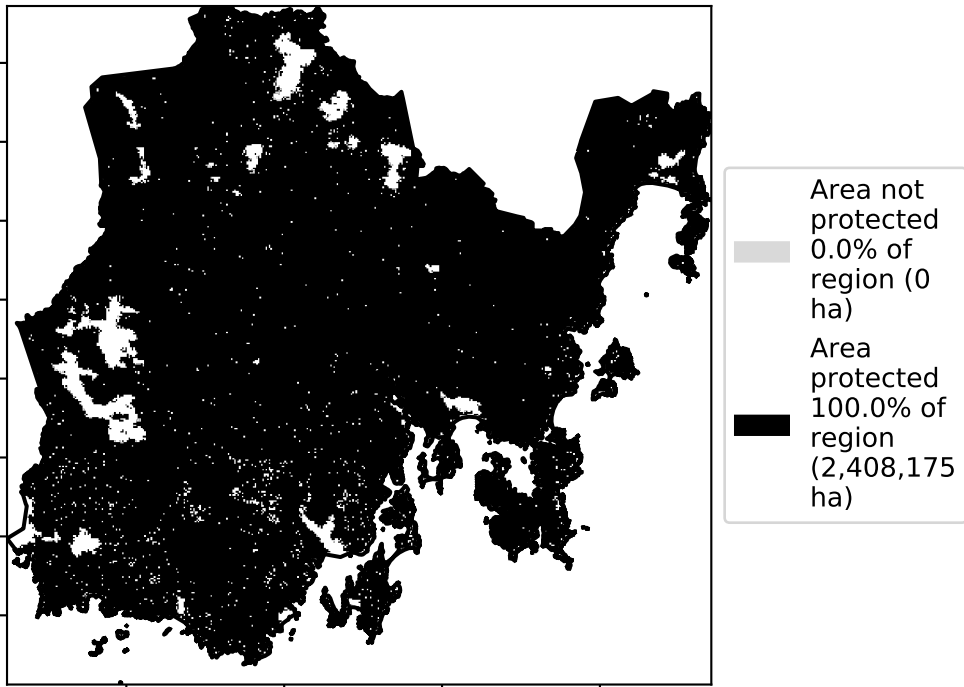 Area not
protected
0.0% of
region (0
ha)
Area
protected
100.0% of
region
(2,408,175
ha)